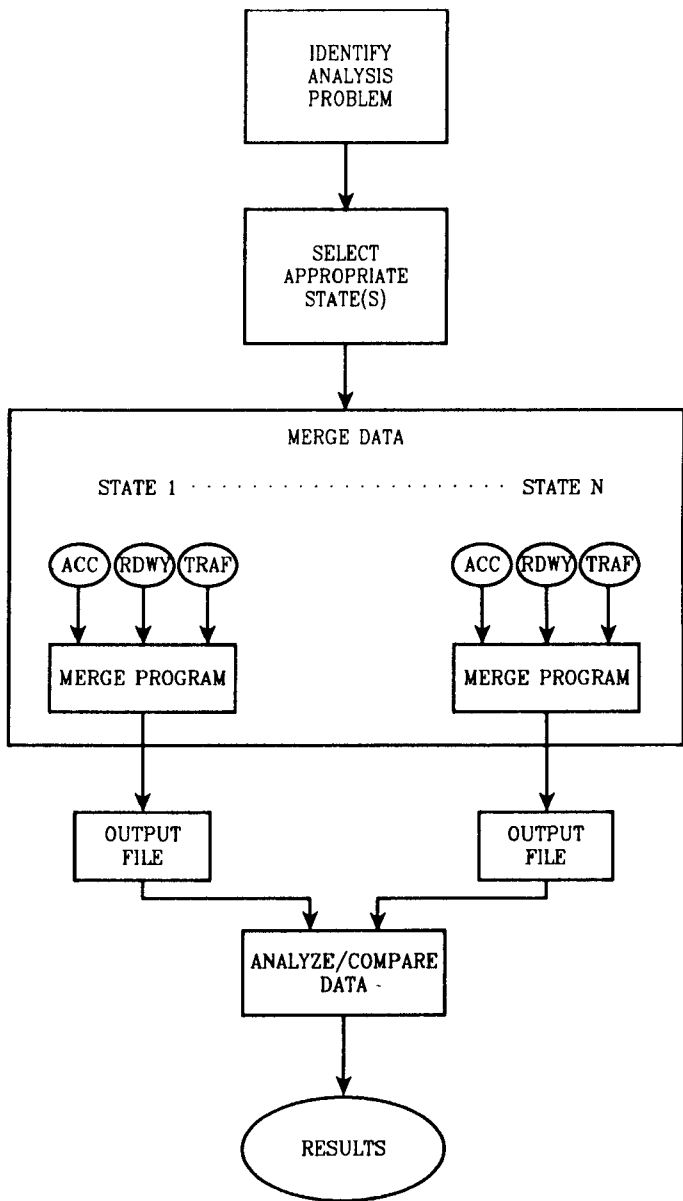 IDENTIFY
ANALYSIS
PROBLEM
SELECT
APPROPRIATE
STATE(S)
MERGE DATA
STATE 1 · · · · · · · · · · · · · · · · · · · · · · STATE N
ACC RDWY TRAF ACC RDWY TRAF
MERGE PROGRAM MERGE PROGRAM
OUTPUT OUTPUT
FILE FILE
ANALYZE/COMPARE
DATA -
RESULTS